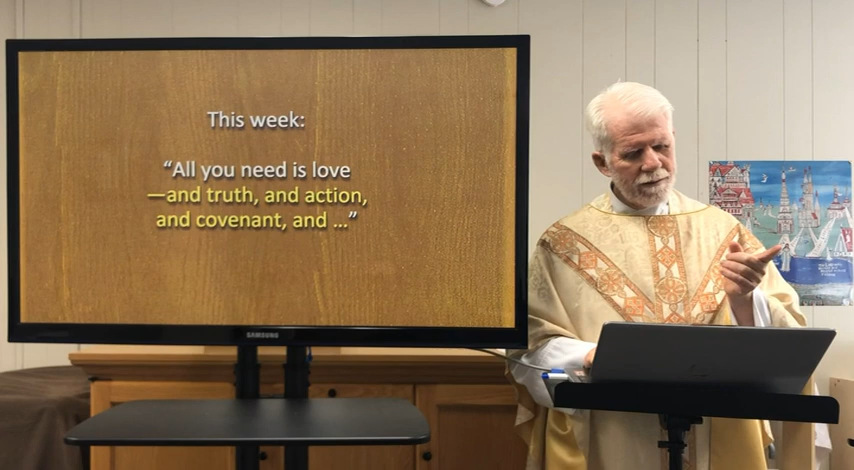 This week:
“All you need is love
—and truth, and action,
and covenant, and ...”
SAMSUNG